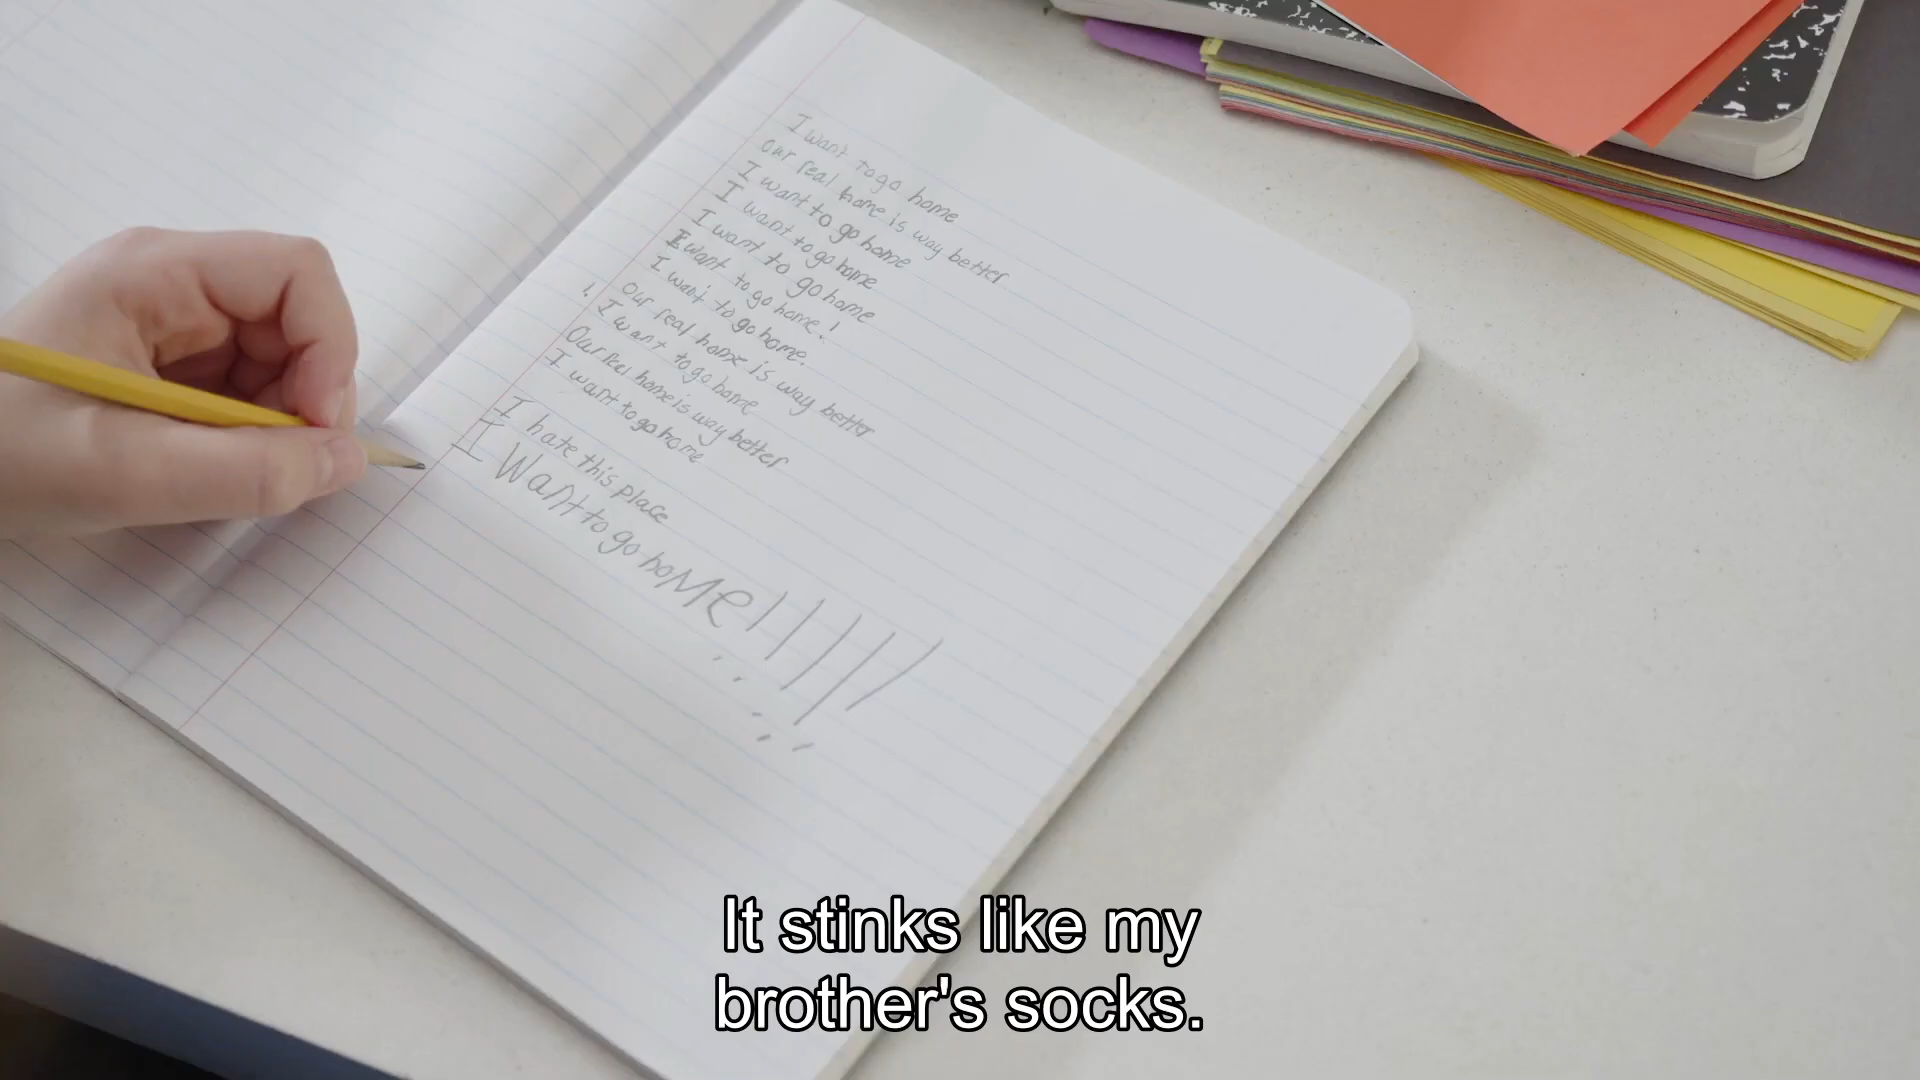 I want to go home
Our real home is way better
I want to go home
I want to go home
I want to go home
I want to go home!
I want to go home.
Our real home is way better
I want to go home
Our real home is way better
I want to go home
I hate this place
I Want to go hoMe!!!!!
It stinks like my
brother's socks.